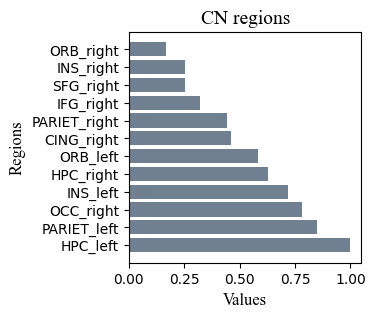 CN regions
ORB_right
INS_right
SFG_right
IFG_right
PARIET_right
CING_right
ORB_left
HPC_right
INS_left
OCC_right
PARIET_left
HPC_left
Regions
0.00 0.25 0.50 0.75 1.00
Values